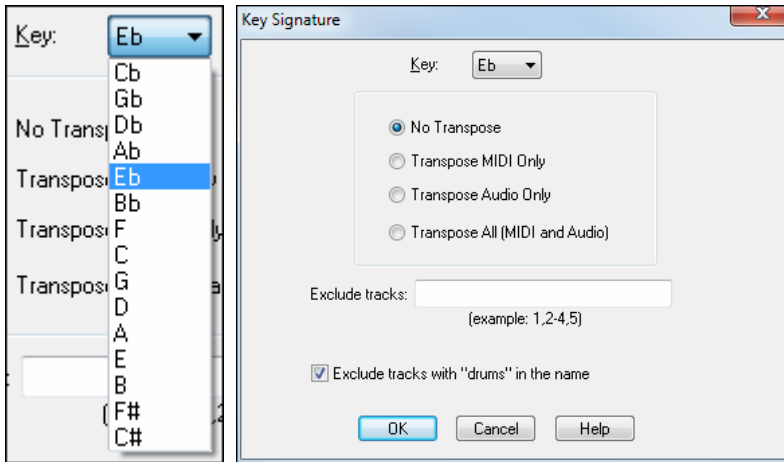 Key: Eb
Cb
Gb
Db
Ab
Eb
Bb
F
C
G
D
A
E
B
F#
C#
No Trans
Transpos
Transpos
Transpos
Key Signature
Key: Eb
No Transpose
Transpose MIDI Only
Transpose Audio Only
Transpose All (MIDI and Audio)
Exclude tracks:
(example: 1,2-4,5)
Exclude tracks with "drums" in the name
OK Cancel Help